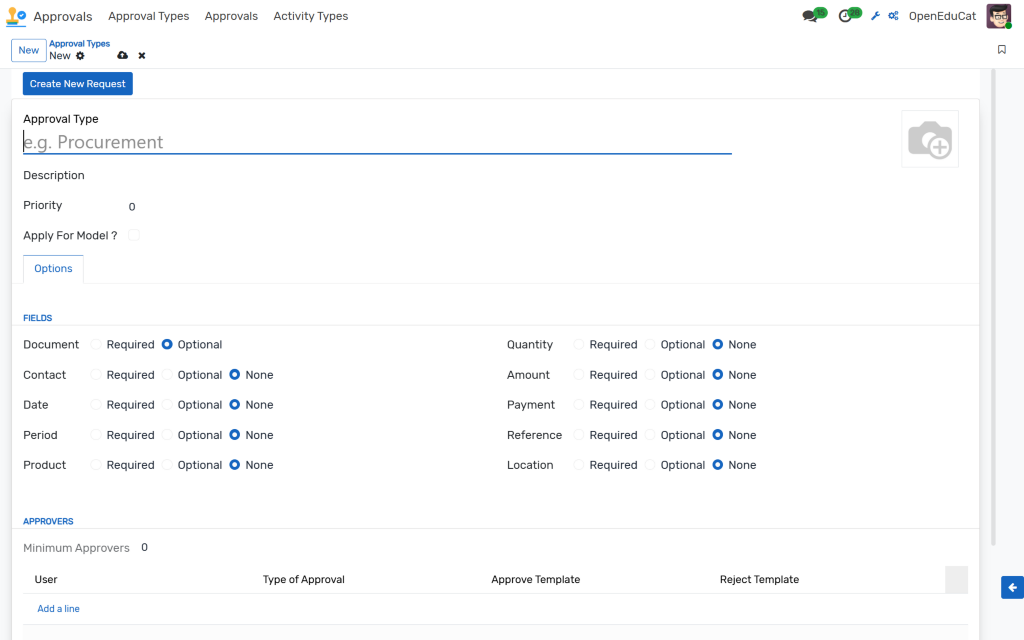 Approvals Approval Types Approvals Activity Types 15 28 OpenEduCat
New Approval Types
New
Create New Request
Approval Type
e.g. Procurement
Description
Priority 0
Apply For Model ?
Options
FIELDS
Document Required Optional Quantity Required Optional None
Contact Required Optional None Amount Required Optional None
Date Required Optional None Payment Required Optional None
Period Required Optional None Reference Required Optional None
Product Required Optional None Location Required Optional None
APPROVERS
Minimum Approvers 0
User Type of Approval Approve Template Reject Template
Add a line